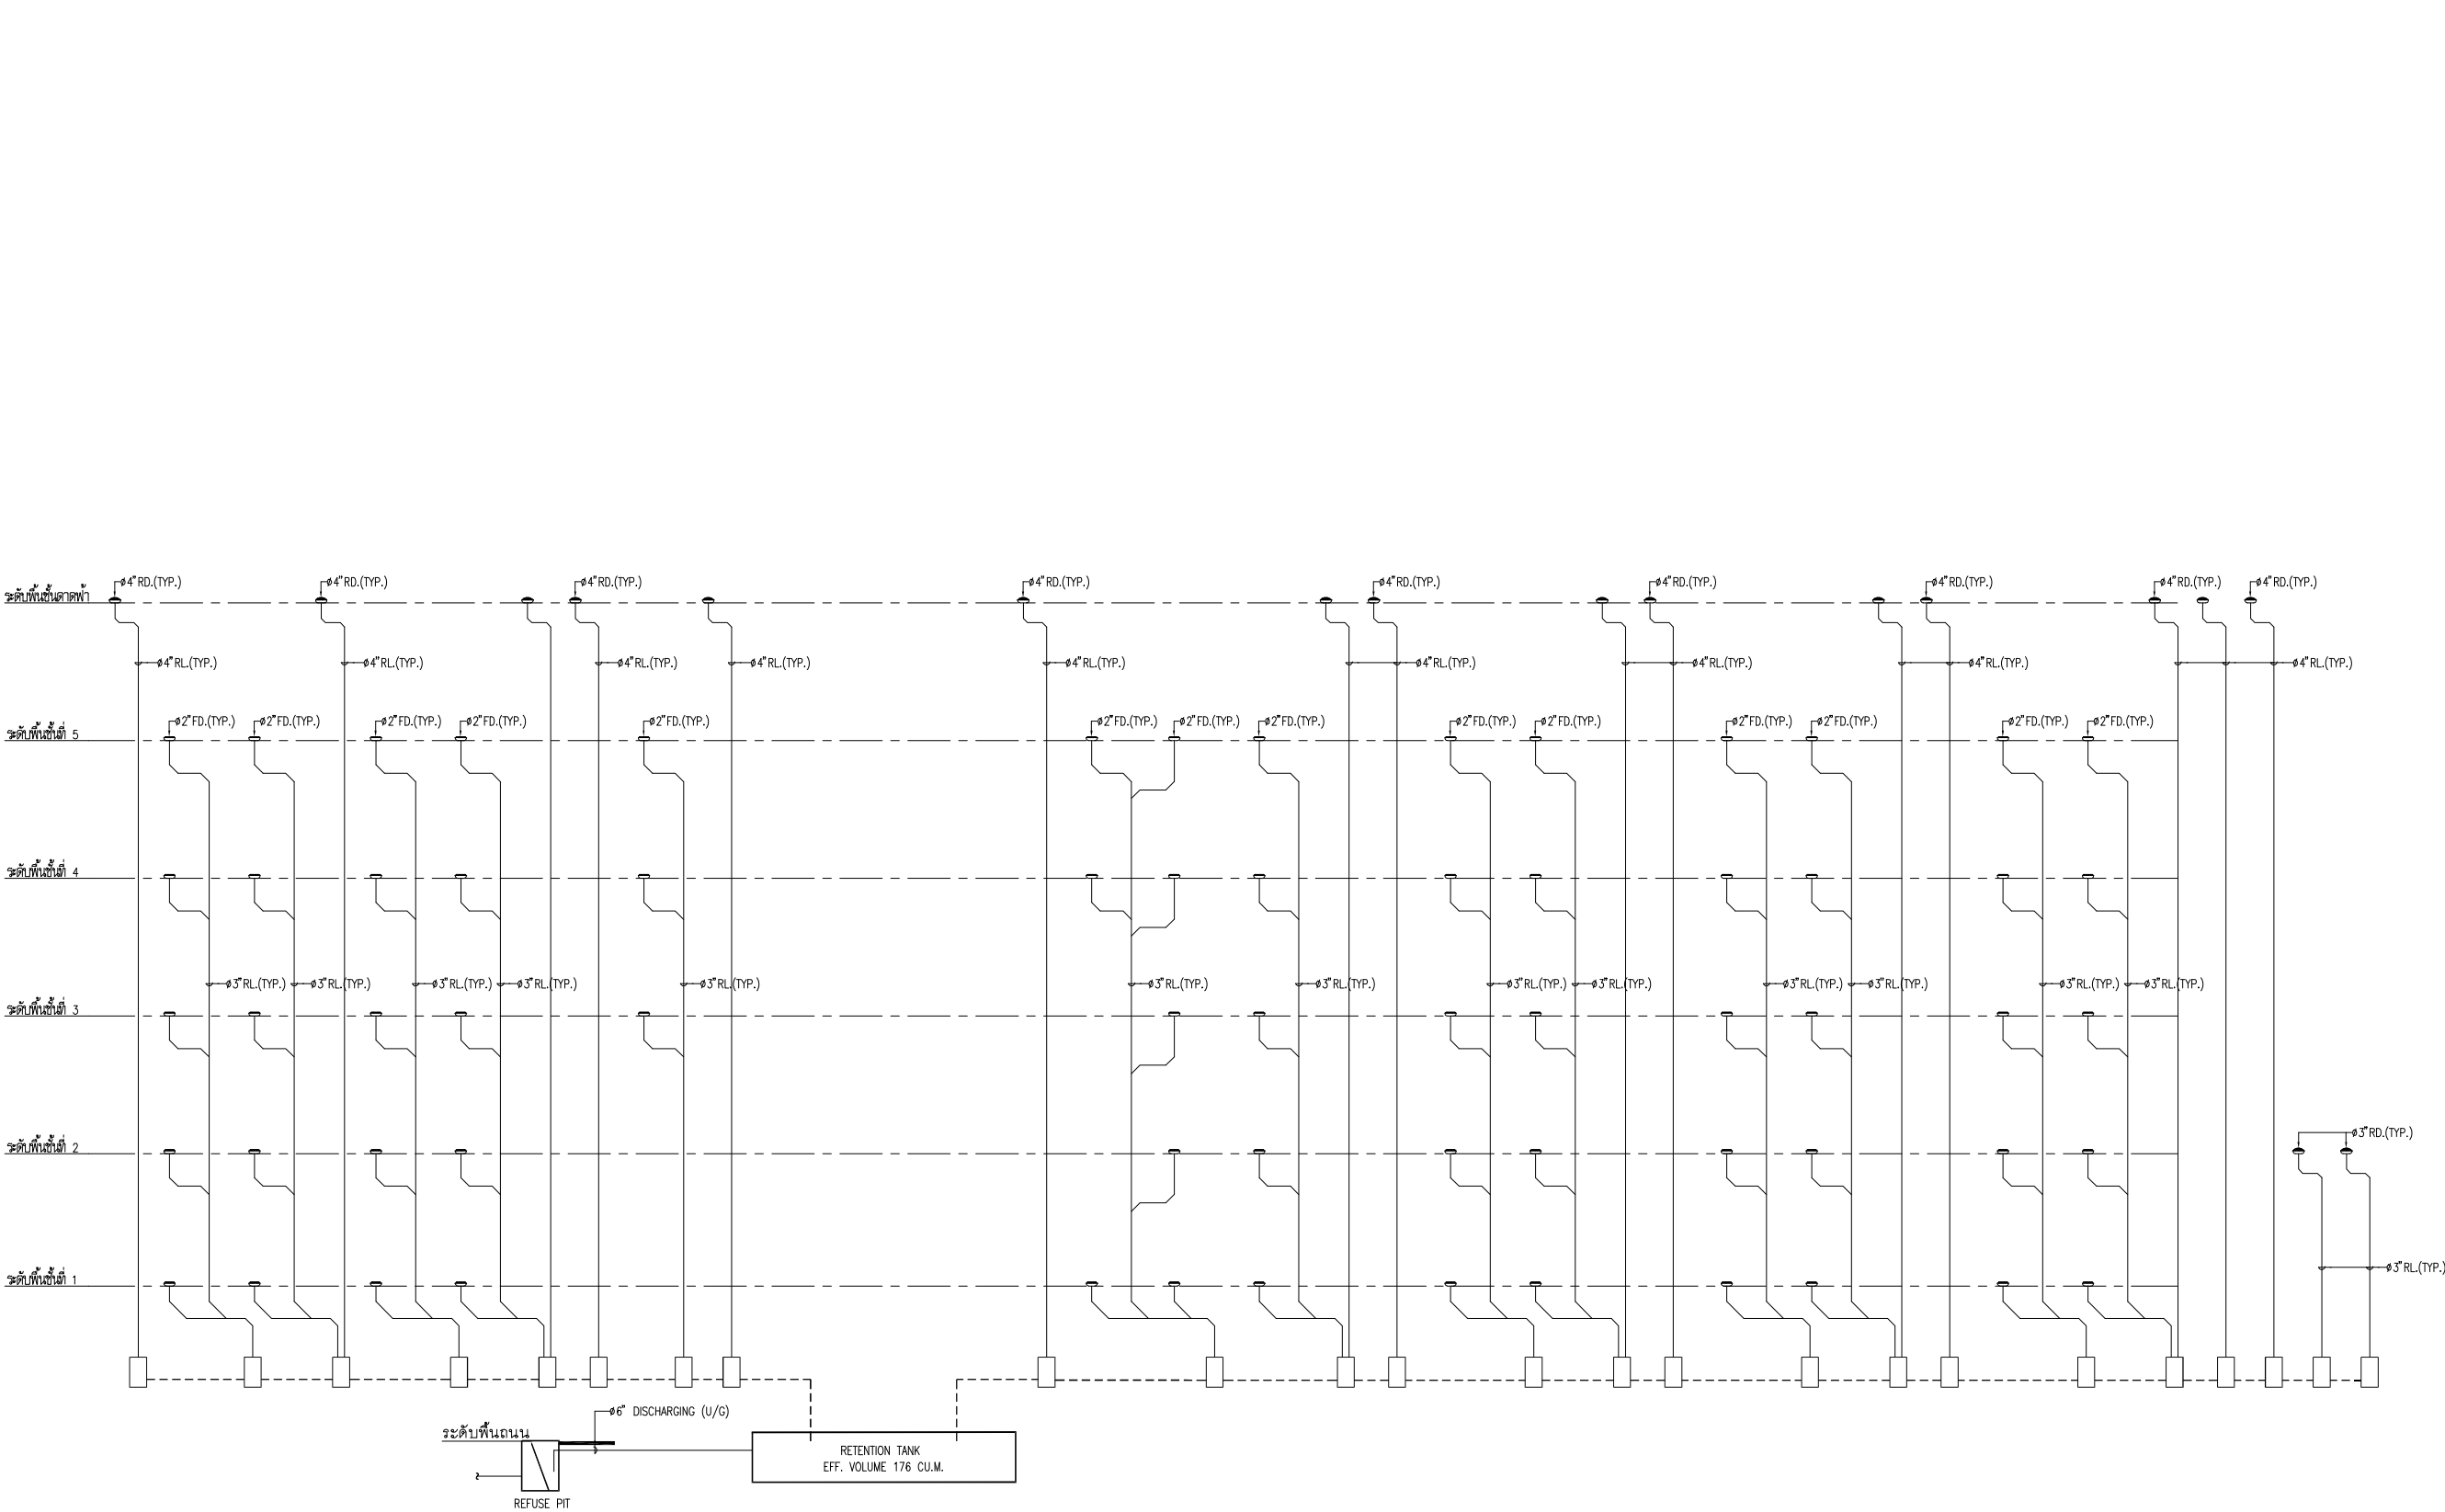 ø4"RD.(TYP.) ø4"RD.(TYP.) ø4"RD.(TYP.) ø4"RD.(TYP.) ø4"RD.(TYP.) ø4"RD.(TYP.) ø4"RD.(TYP.) ø4"RD.(TYP.) ø4"RD.(TYP.)
ระดับพื้นชั้นดาดฟ้า
ø4"RL.(TYP.) ø4"RL.(TYP.) ø4"RL.(TYP.) ø4"RL.(TYP.) ø4"RL.(TYP.) ø4"RL.(TYP.) ø4"RL.(TYP.) ø4"RL.(TYP.) ø4"RL.(TYP.)
ø2"FD.(TYP.) ø2"FD.(TYP.) ø2"FD.(TYP.) ø2"FD.(TYP.) ø2"FD.(TYP.) ø2"FD.(TYP.) ø2"FD.(TYP.) ø2"FD.(TYP.) ø2"FD.(TYP.) ø2"FD.(TYP.) ø2"FD.(TYP.) ø2"FD.(TYP.) ø2"FD.(TYP.) ø2"FD.(TYP.)
ระดับพื้นชั้นที่ 5
ระดับพื้นชั้นที่ 4
ø3"RL.(TYP.) ø3"RL.(TYP.) ø3"RL.(TYP.) ø3"RL.(TYP.) ø3"RL.(TYP.) ø3"RL.(TYP.) ø3"RL.(TYP.) ø3"RL.(TYP.) ø3"RL.(TYP.) ø3"RL.(TYP.) ø3"RL.(TYP.) ø3"RL.(TYP.) ø3"RL.(TYP.)
ระดับพื้นชั้นที่ 3
ø3"RD.(TYP.)
ระดับพื้นชั้นที่ 2
ø3"RL.(TYP.)
ระดับพื้นชั้นที่ 1
ø6" DISCHARGING (U/G)
ระดับพื้นถนน
RETENTION TANK
EFF. VOLUME 176 CU.M.
REFUSE PIT